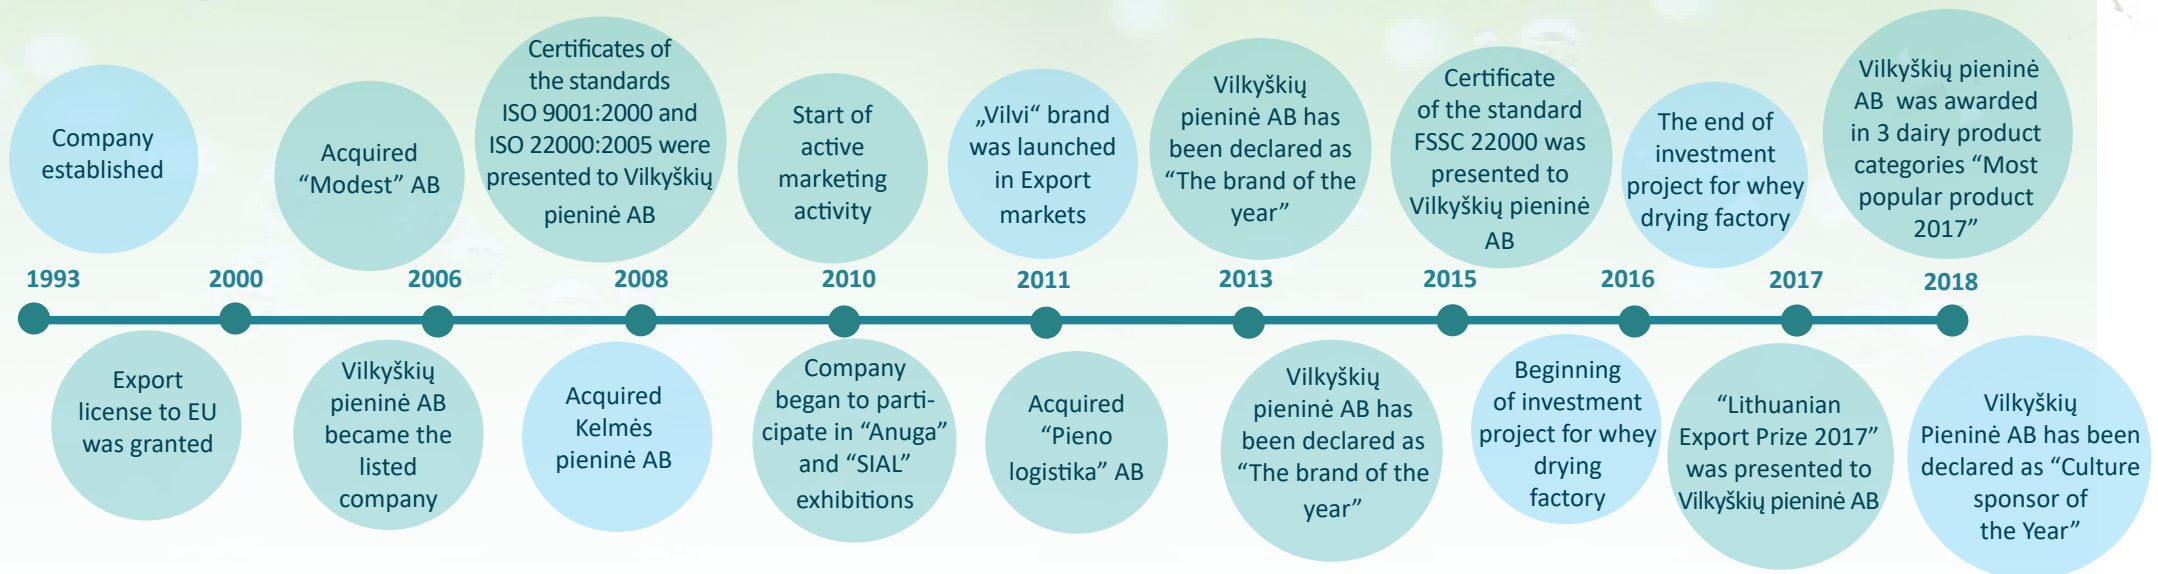 Company
established
Acquired
“Modest” AB
Certificates of
the standards
ISO 9001:2000 and
ISO 22000:2005 were
presented to Vilkyškių
pieninė AB
Start of
active
marketing
activity
„Vilvi“ brand
was launched
in Export
markets
Vilkyškių
pieninė AB has
been declared as
“The brand of the
year”
Certificate
of the standard
FSSC 22000 was
presented to
Vilkyškių pieninė
AB
The end of
investment
project for whey
drying factory
Vilkyškių pieninė
AB was awarded
in 3 dairy product
categories “Most
popular product
2017”
1993 2000 2006 2008 2010 2011 2013 2015 2016 2017 2018
Export
license to EU
was granted
Vilkyškių
pieninė AB
became the
listed
company
Acquired
Kelmės
pieninė AB
Company
began to parti-
cipate in “Anuga”
and “SIAL”
exhibitions
Acquired
“Pieno
logistika” AB
Vilkyškių
pieninė AB has
been declared as
“The brand of the
year”
Beginning
of investment
project for whey
drying
factory
“Lithuanian
Export Prize 2017”
was presented to
Vilkyškių pieninė AB
Vilkyškių
Pieninė AB has been
declared as “Culture
sponsor of
the Year”